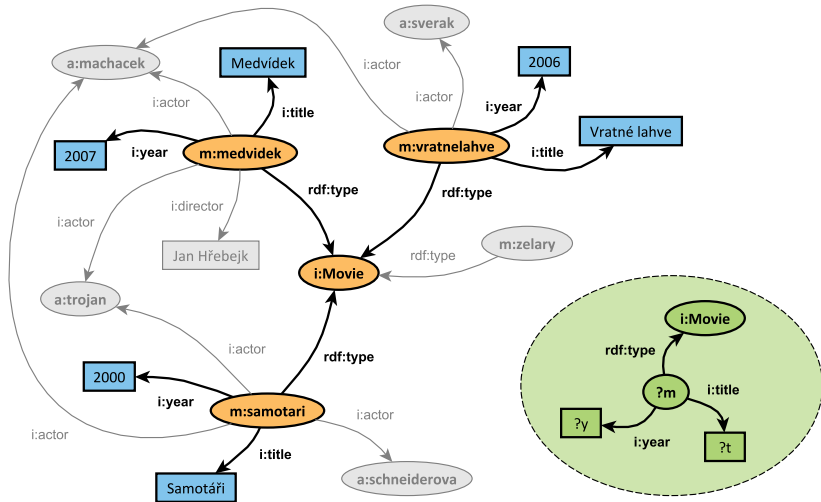 a:sverak
a:machacek
Medvídek
2006
i:actor
i:actor
i:actor
i:title
i:year
Vratné lahve
2007
i:year
m:medvidek
m:vratnelahve
i:title
rdf:type
rdf:type
i:actor
i:director
Jan Hřebejk
m:zelary
rdf:type
i:Movie
a:trojan
i:Movie
i:actor
rdf:type
rdf:type
2000
i:year
m:samotari
?m
i:title
i:actor
?y
i:year
?t
i:actor
i:title
Samotáři
a:schneiderova